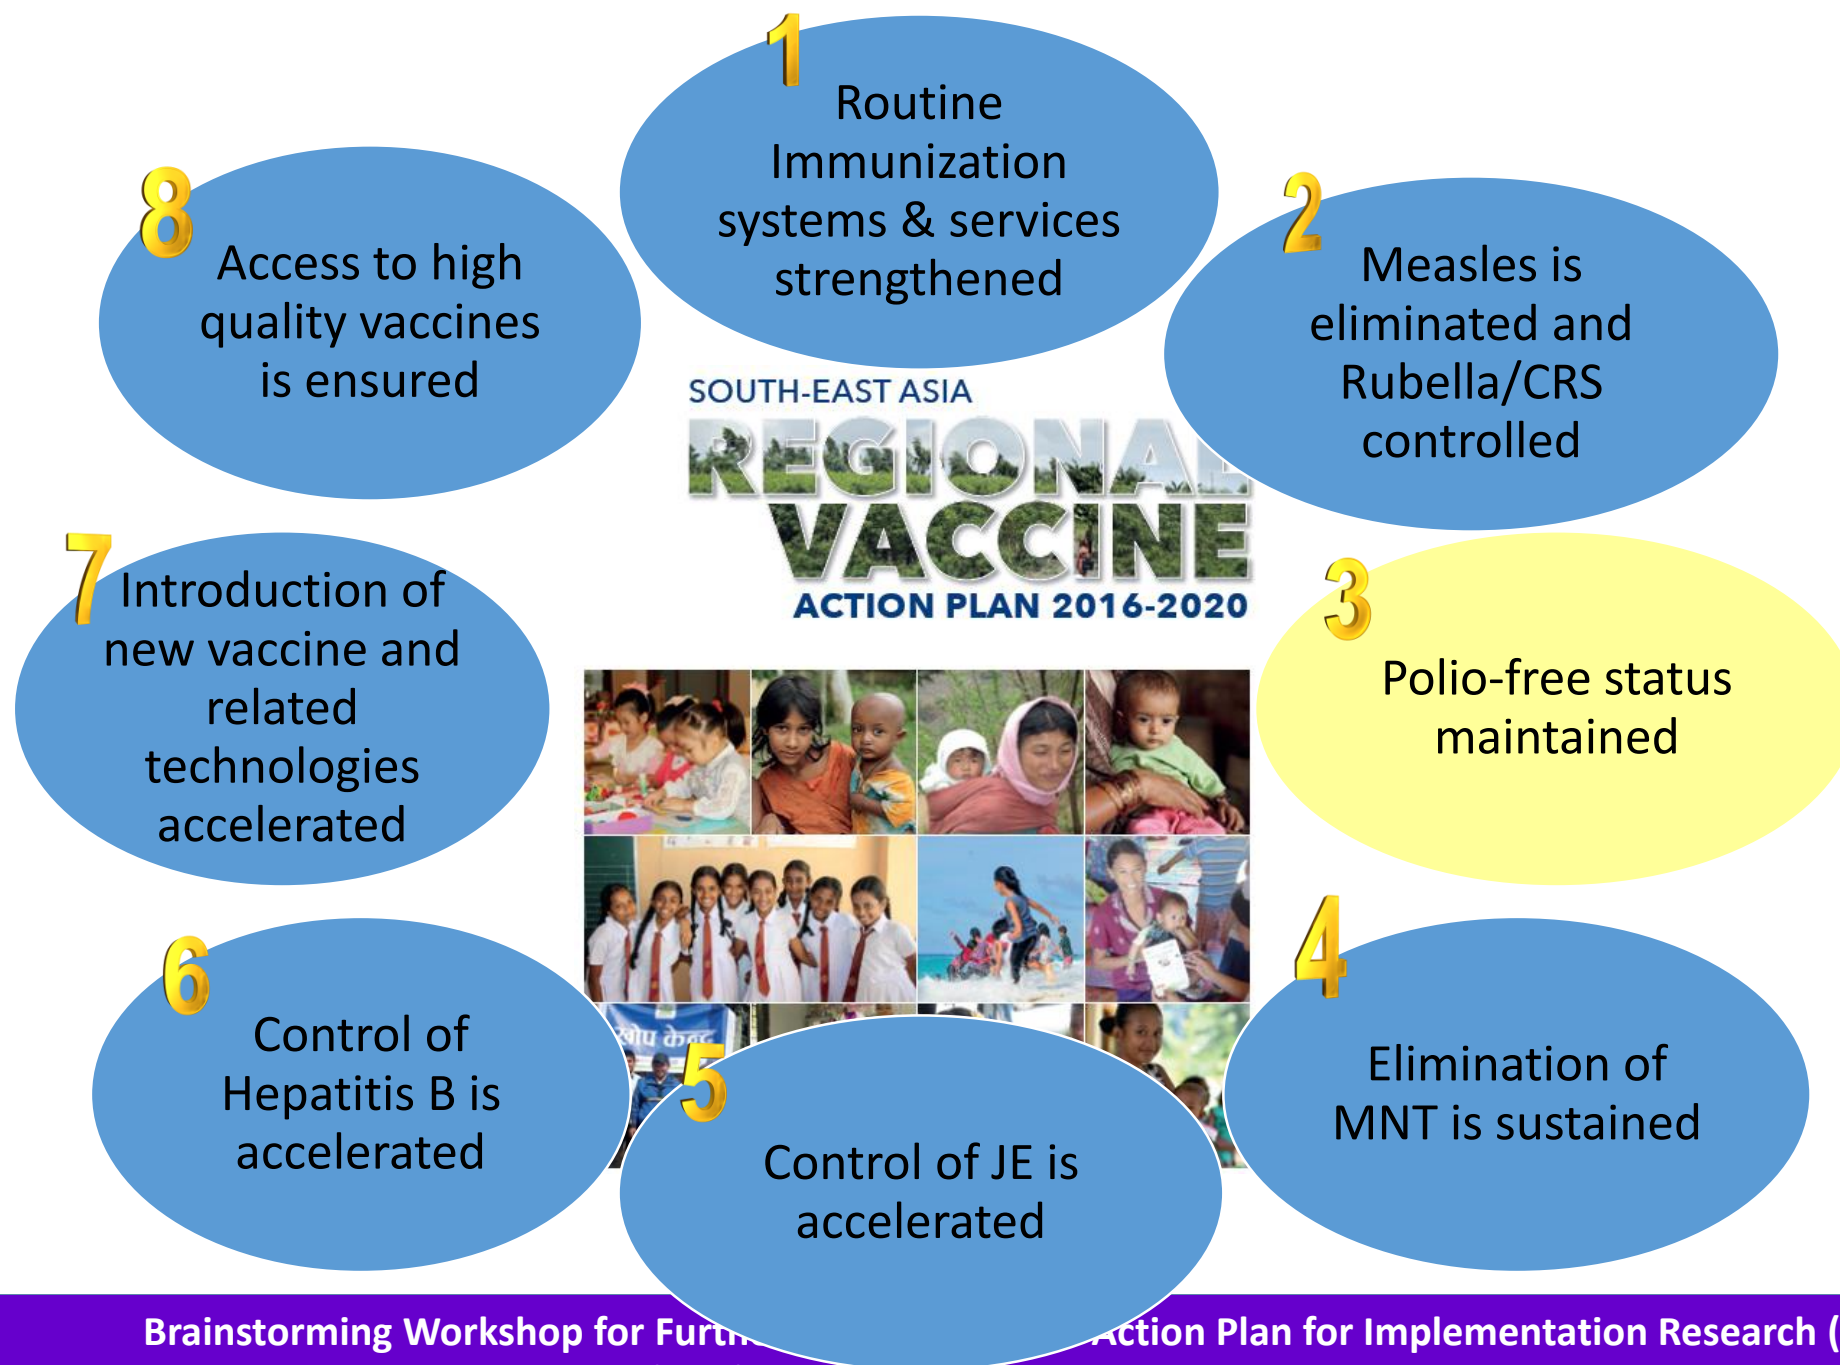 1
Routine
Immunization
systems & services
strengthened
2
Measles is
eliminated and
Rubella/CRS
controlled
3
Polio-free status
maintained
4
Elimination of
MNT is sustained
5
Control of JE is
accelerated
6
Control of
Hepatitis B is
accelerated
7
Introduction of
new vaccine and
related
technologies
accelerated
8
Access to high
quality vaccines
is ensured
SOUTH-EAST ASIA
REGIONAL
VACCINE
ACTION PLAN 2016-2020
खोप केन्द्र
Brainstorming Workshop for Action Plan for Implementation Research (